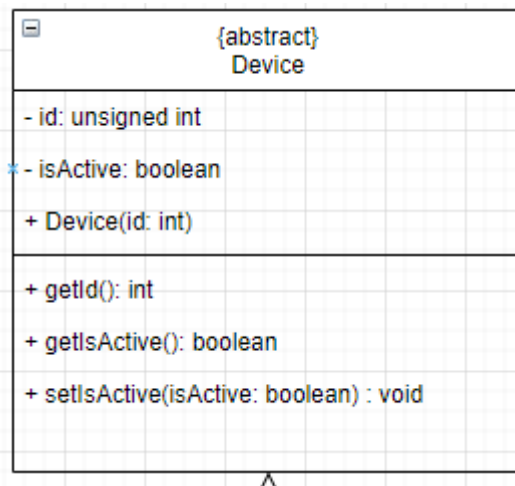 {abstract}
Device
- id: unsigned int
- isActive: boolean
+ Device(id: int)
+ getId(): int
+ getIsActive(): boolean
+ setIsActive(isActive: boolean) : void